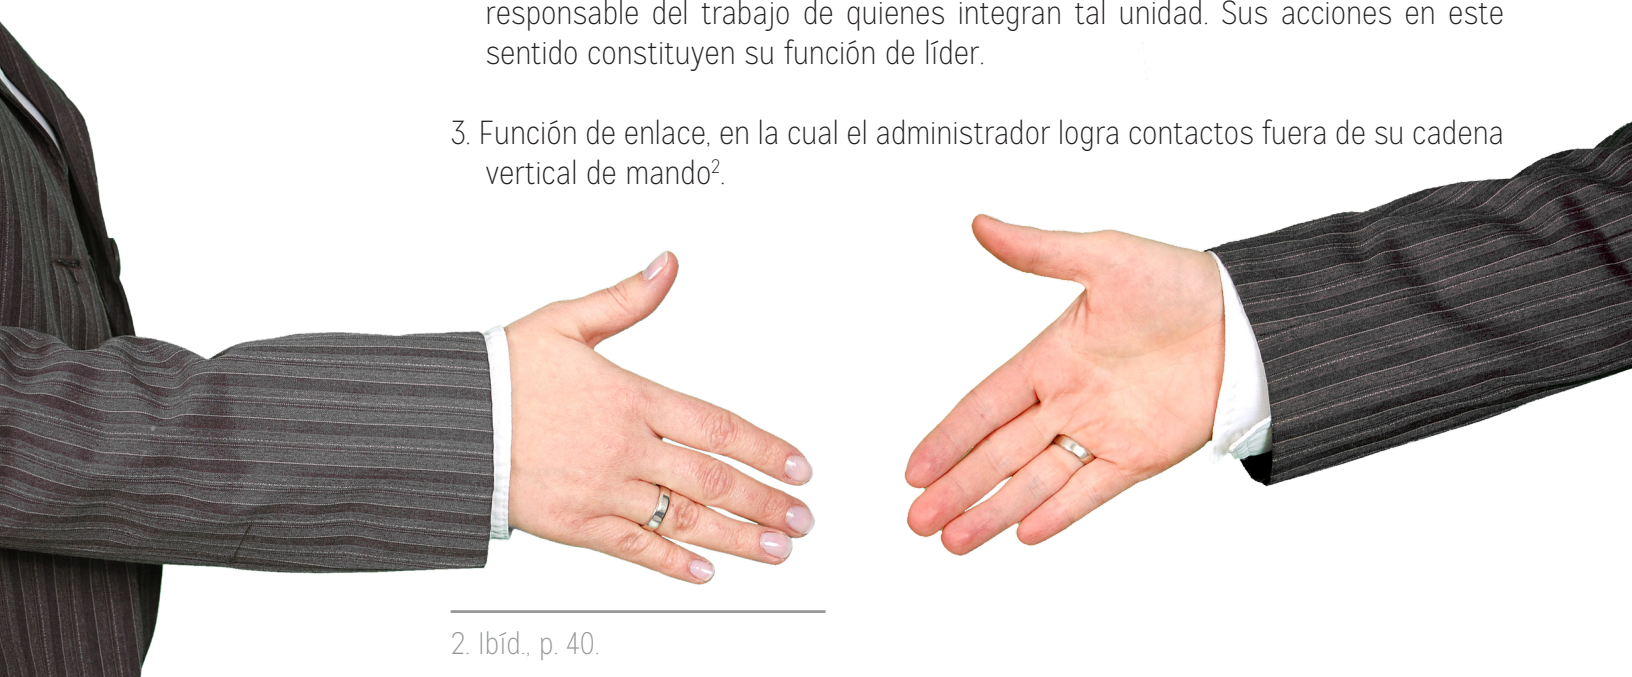 responsable del trabajo de quienes integran tal unidad. Sus acciones en este
sentido constituyen su función de líder.
3. Función de enlace, en la cual el administrador logra contactos fuera de su cadena
vertical de mando².
2. Ibíd., p. 40.